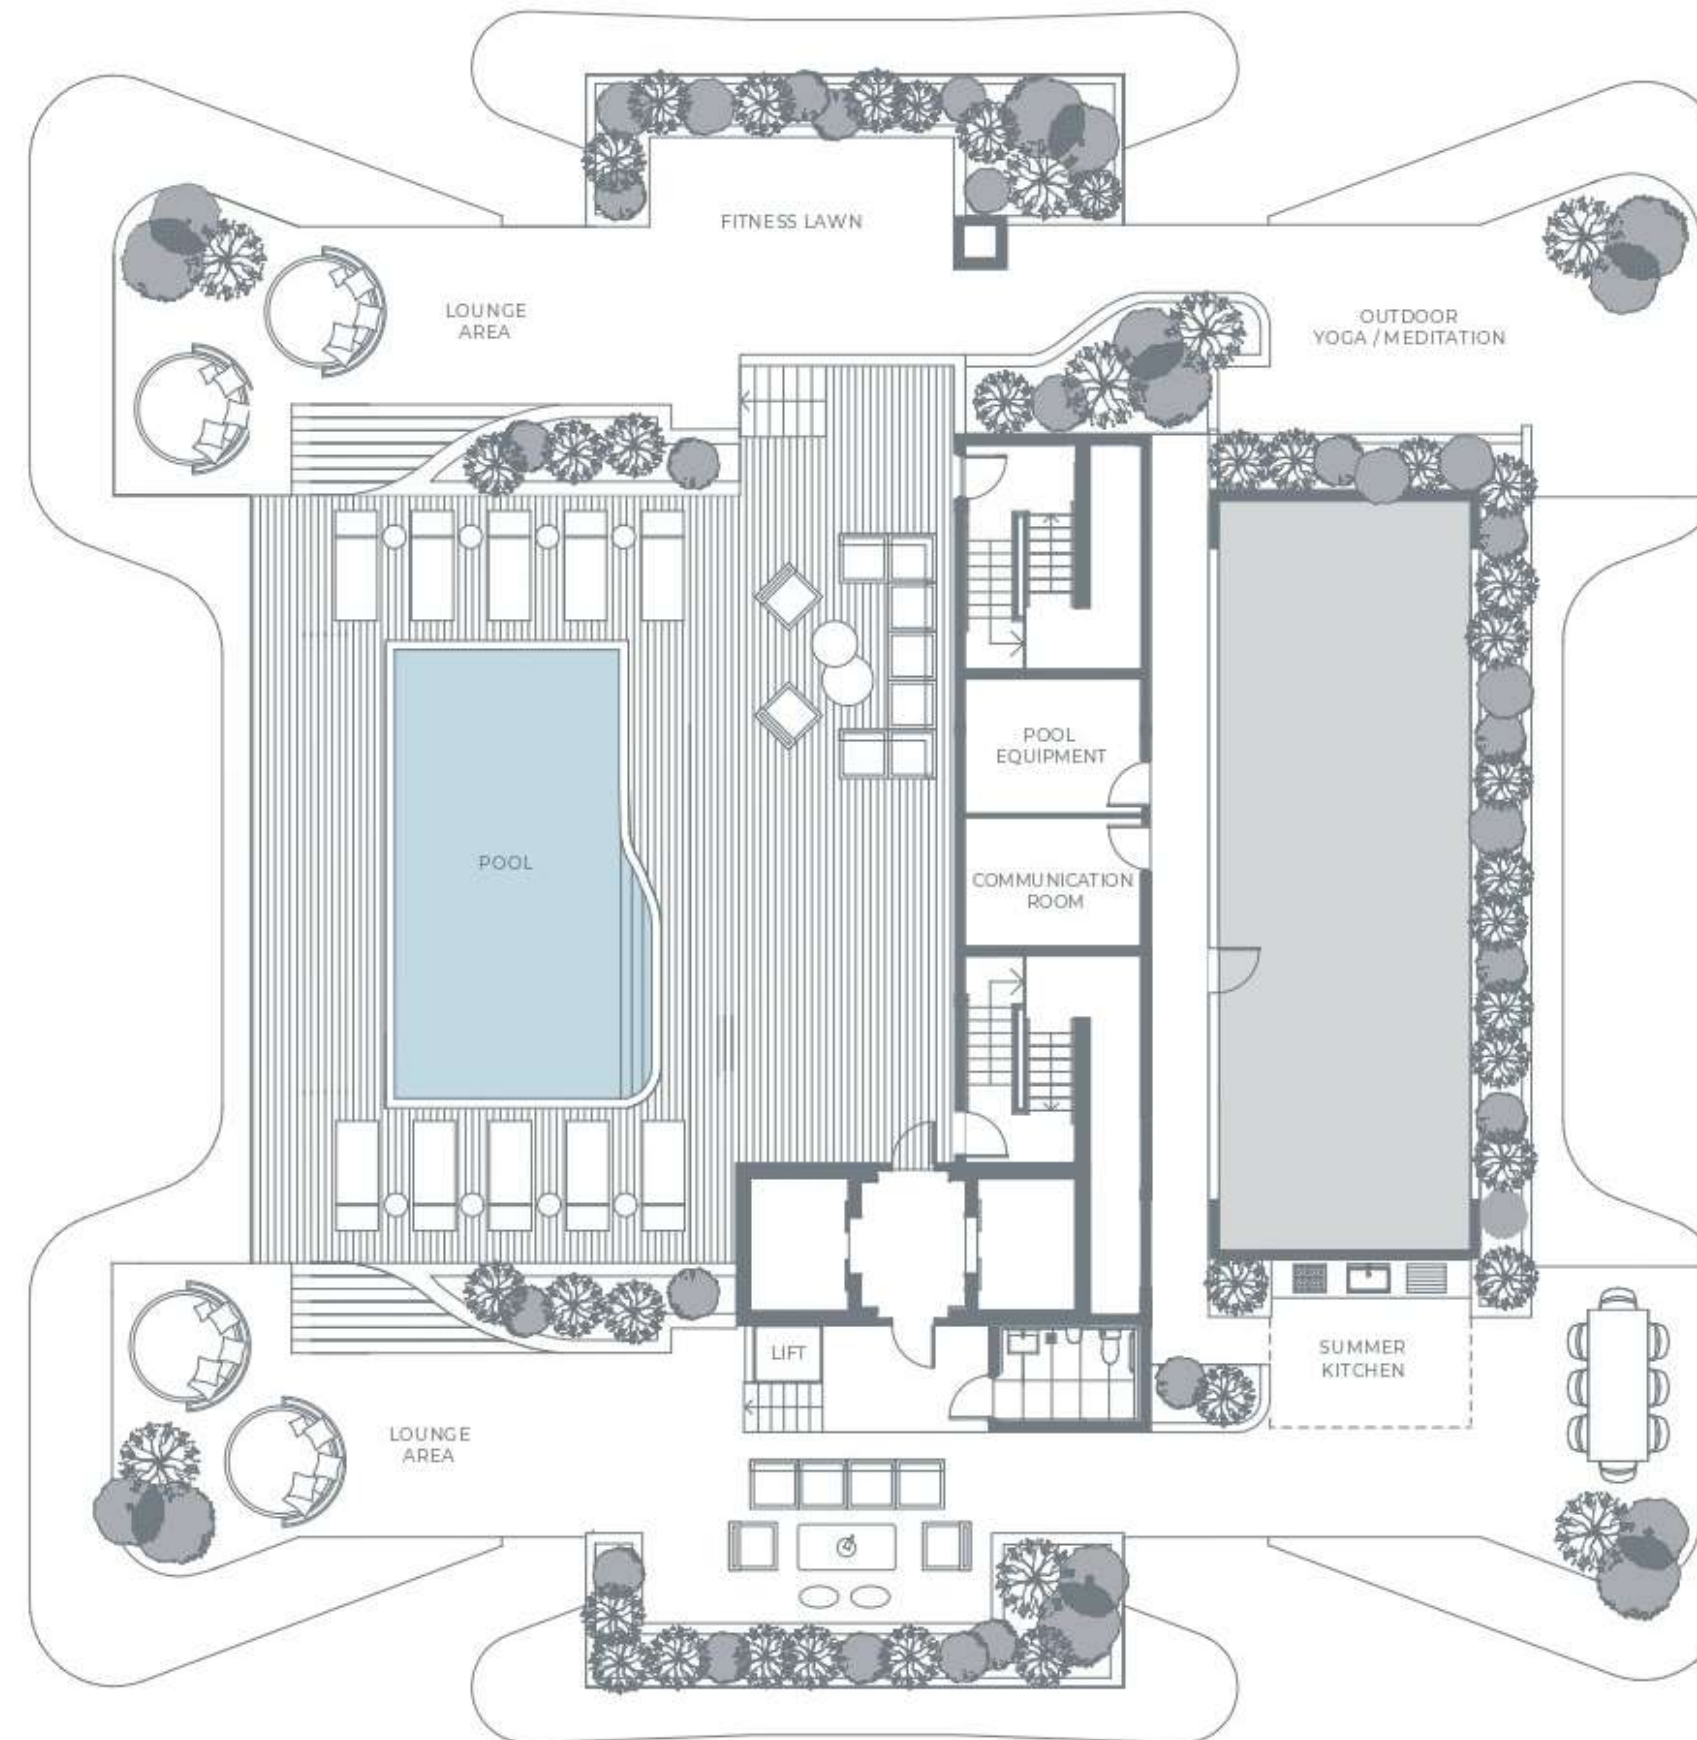 FITNESS LAWN
LOUNGE
AREA
OUTDOOR
YOGA / MEDITATION
POOL
EQUIPMENT
POOL
COMMUNICATION
ROOM
LIFT
SUMMER
KITCHEN
LOUNGE
AREA